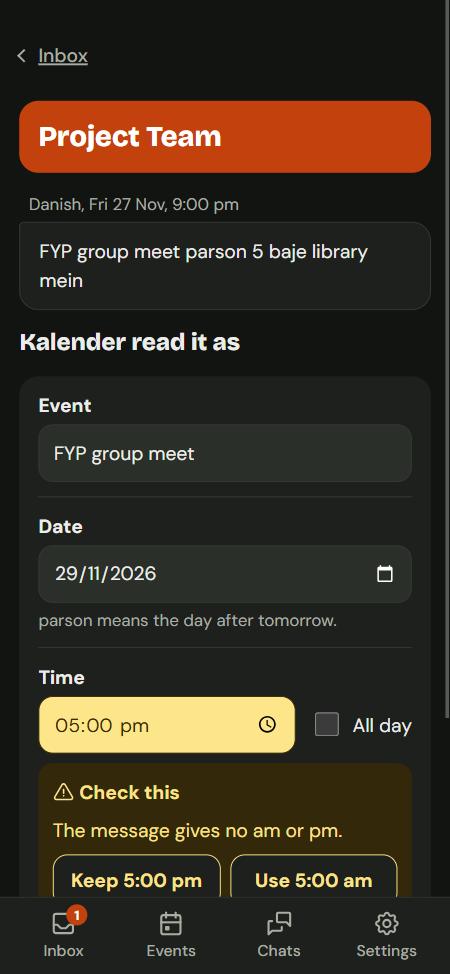 Inbox
Project Team
Danish, Fri 27 Nov, 9:00 pm
FYP group meet parson 5 baje library
mein
Kalender read it as
Event
FYP group meet
Date
29/11/2026
parson means the day after tomorrow.
Time
05:00 pm
All day
Check this
The message gives no am or pm.
Keep 5:00 pm
Use 5:00 am
1
Inbox
Events
Chats
Settings